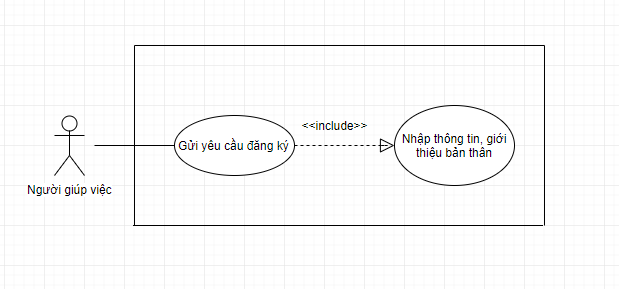 <<include>>
Gửi yêu cầu đăng ký
Nhập thông tin, giới
thiệu bản thân
Người giúp việc